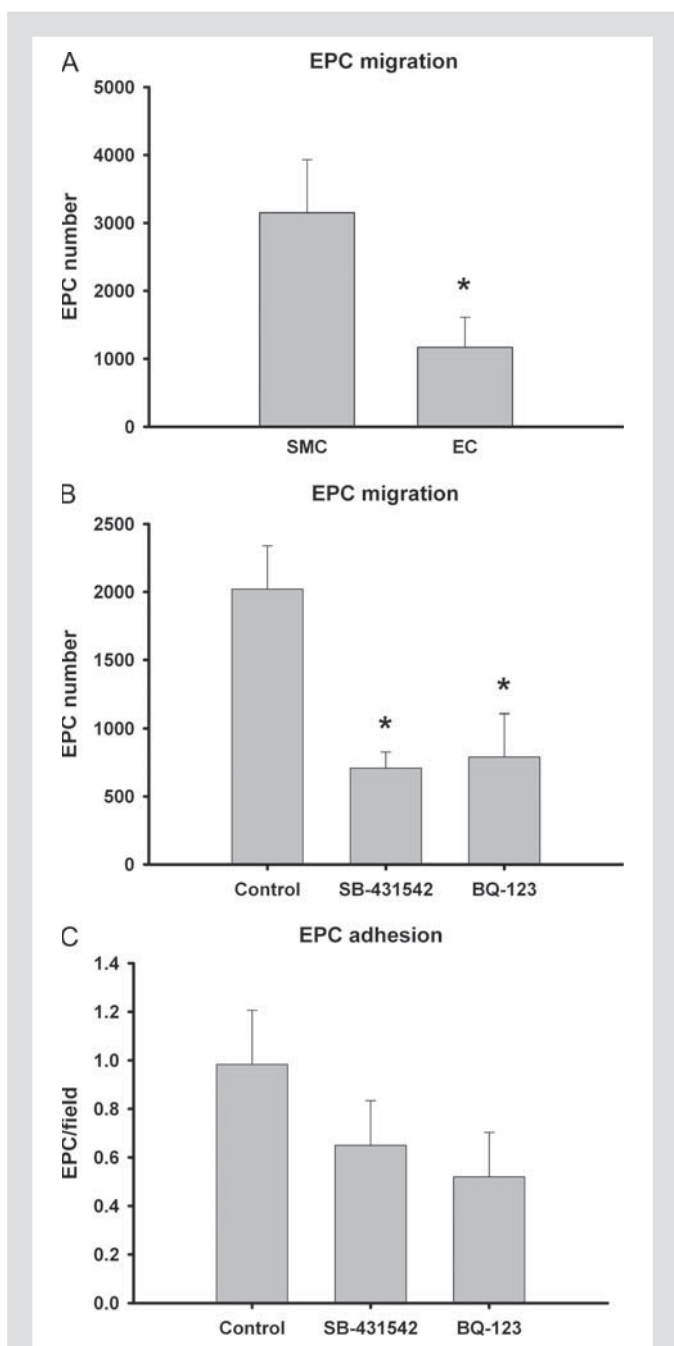 A
EPC migration
5000
4000
3000
2000
1000
0
EPC number
*
SMC EC
B
EPC migration
2500
2000
1500
1000
500
0
EPC number
* *
Control SB-431542 BQ-123
C
EPC adhesion
1.4
1.2
1.0
0.8
0.6
0.4
0.2
0.0
EPC/field
Control SB-431542 BQ-123